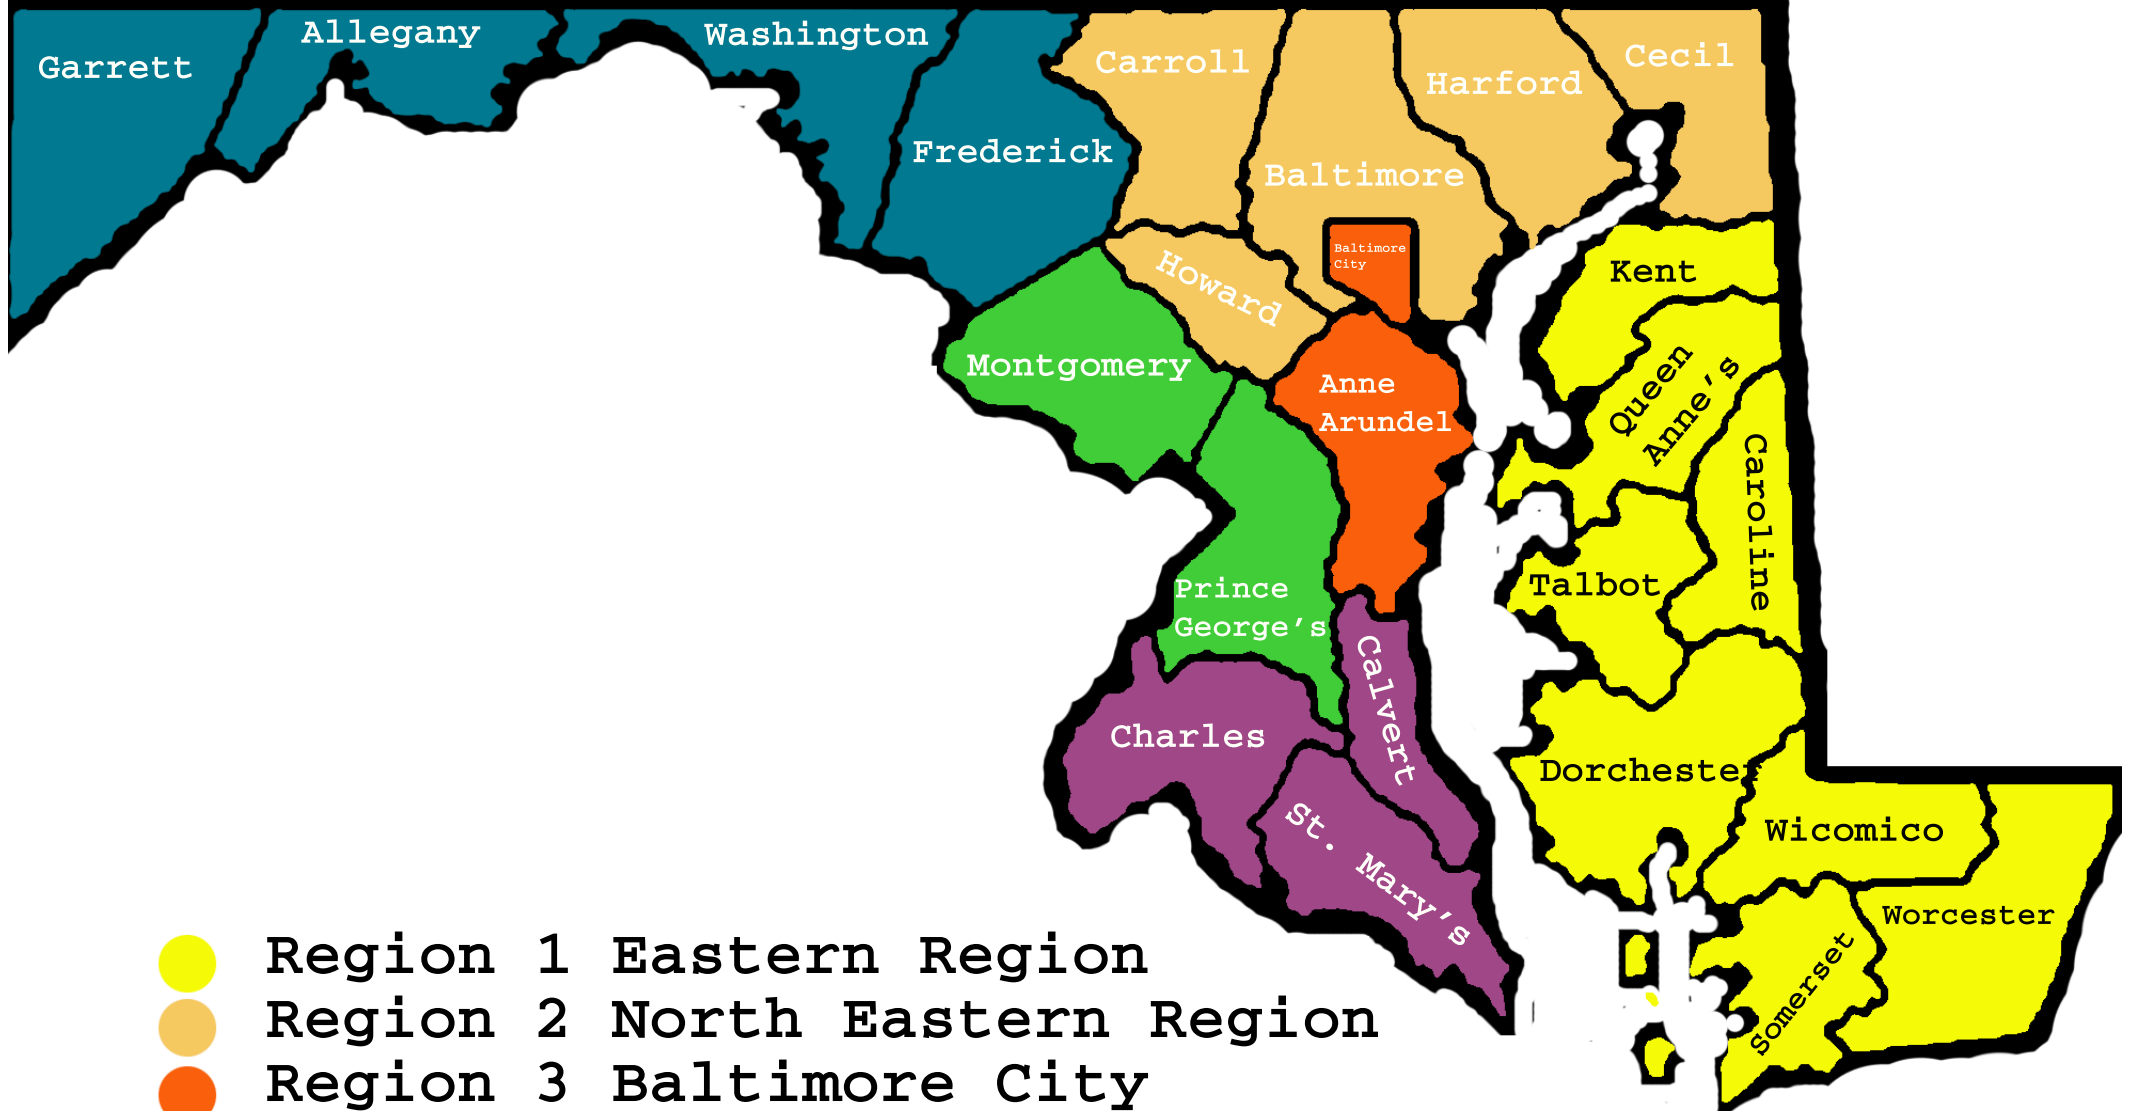 Allegany
Washington
Garrett
Carroll
Cecil
Harford
Frederick
Baltimore
Baltimore
City
Howard
Kent
Montgomery
Anne
Arundel
Queen
Anne's
Caroline
Prince
George's
Talbot
Calvert
Charles
Dorchester
St. Mary's
Wicomico
Worcester
Somerset
Region 1 Eastern Region
Region 2 North Eastern Region
Region 3 Baltimore City